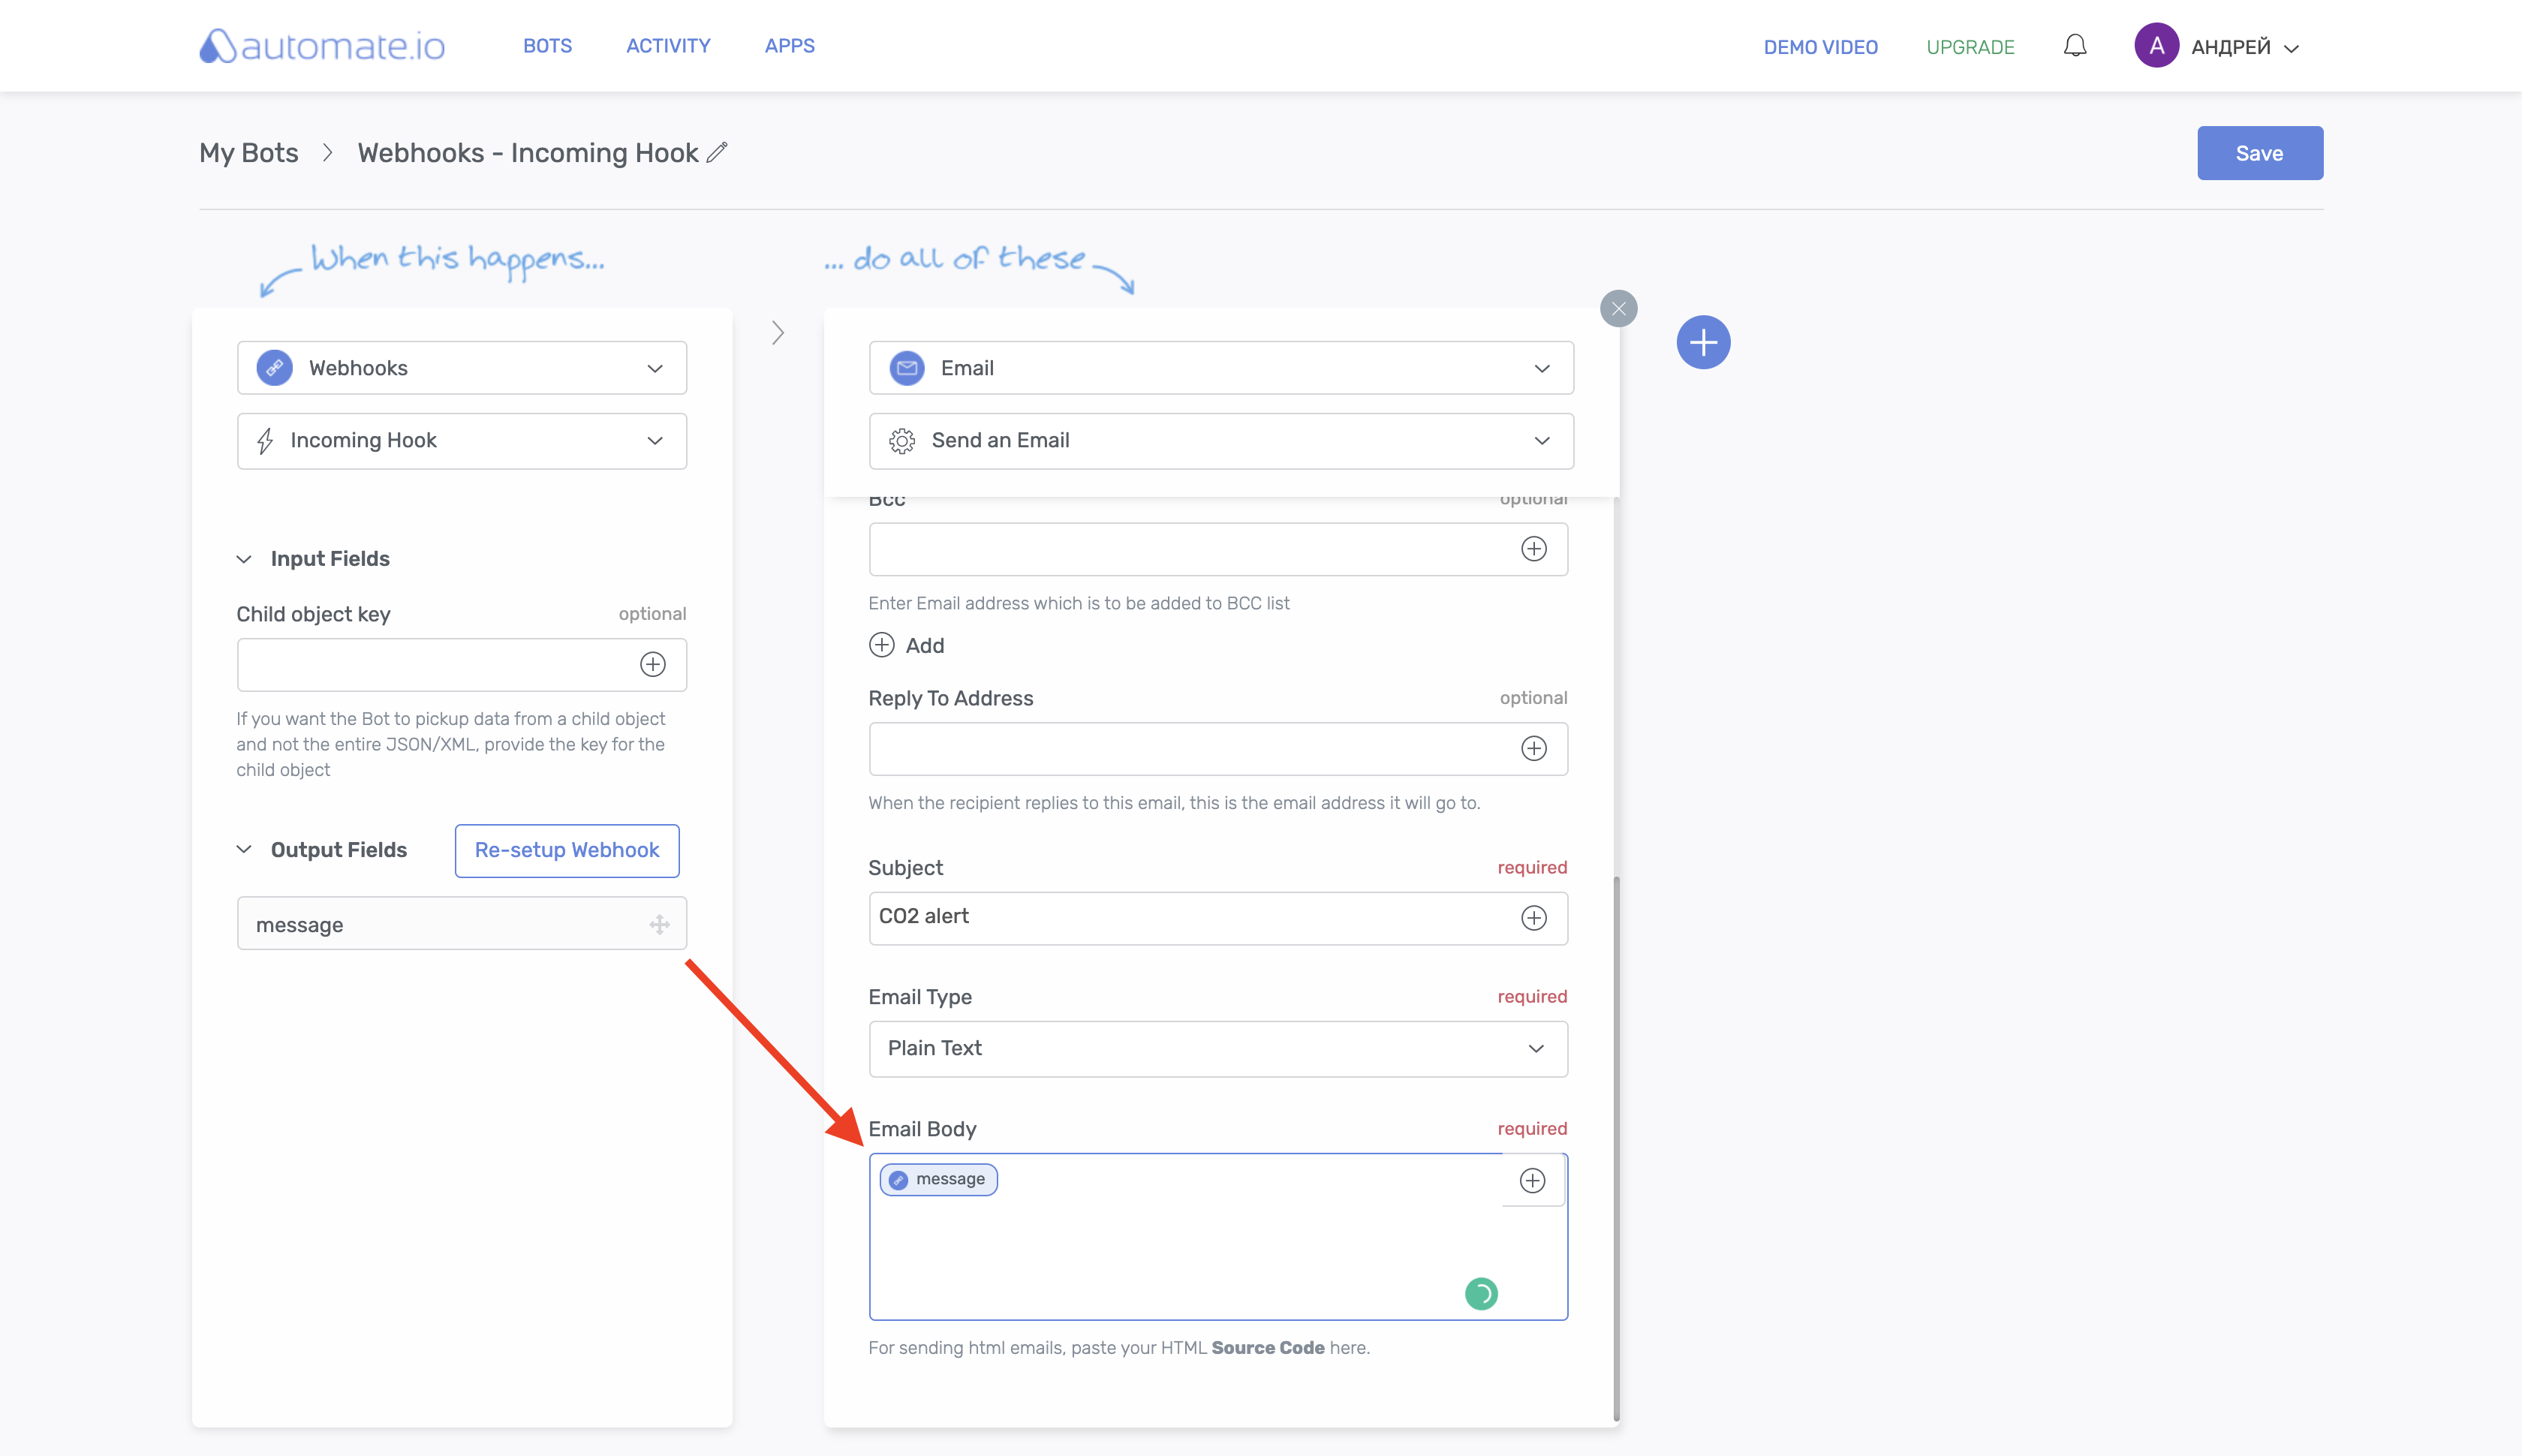 automate.io
BOTS
ACTIVITY
APPS
DEMO VIDEO
UPGRADE
A
АНДРЕЙ
My Bots
Webhooks - Incoming Hook
Save
When this happens...
... do all of these
Webhooks
Incoming Hook
Input Fields
Child object key
optional
If you want the Bot to pickup data from a child object
and not the entire JSON/XML, provide the key for the
child object
Output Fields
Re-setup Webhook
message
Email
Send an Email
Bcc
optional
Enter Email address which is to be added to BCC list
Add
Reply To Address
optional
When the recipient replies to this email, this is the email address it will go to.
Subject
required
CO2 alert
Email Type
required
Plain Text
Email Body
required
message
For sending html emails, paste your HTML Source Code here.